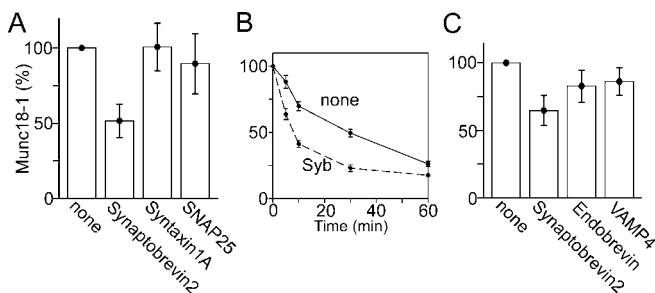 A
Munc18-1 (%)
100
50
0
none
Synaptobrevin2
Syntaxin1A
SNAP25
B
100
50
0
none
Syb
0
20
40
60
Time (min)
C
100
50
0
none
Synaptobrevin2
Endobrevin
VAMP4